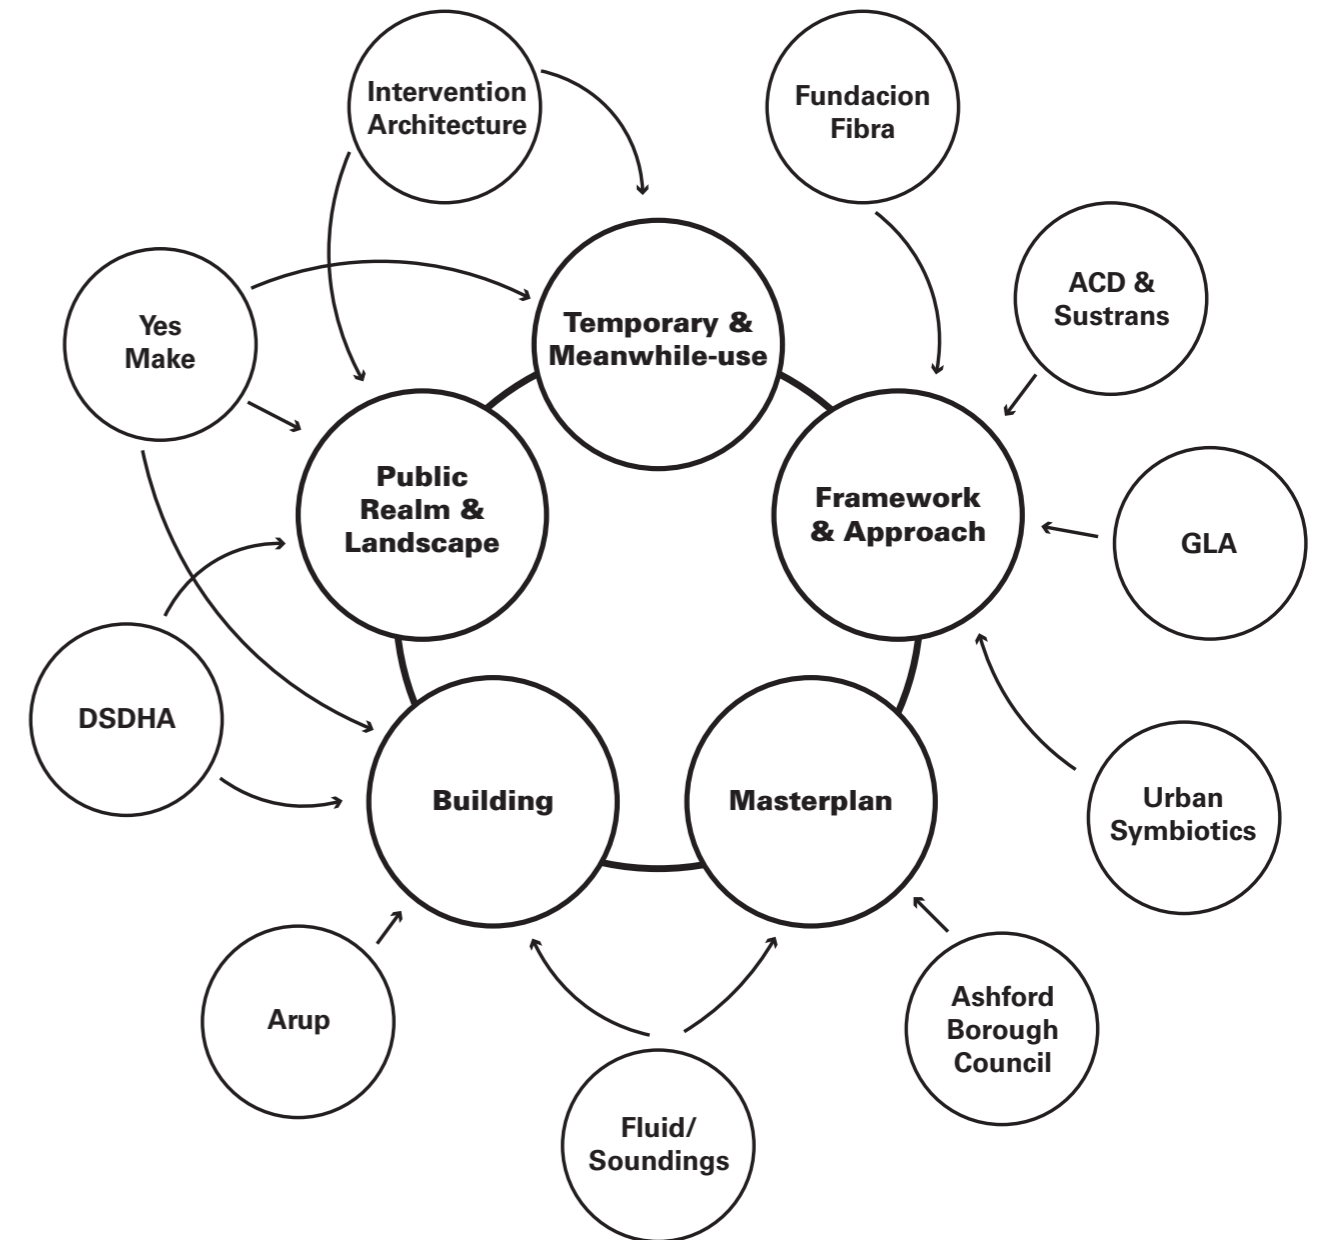 Intervention
Architecture
Fundacion
Fibra
ACD &
Sustrans
Yes
Make
Temporary &
Meanwhile-use
Public
Realm &
Landscape
Framework
& Approach
GLA
DSDHA
Building
Masterplan
Urban
Symbiotics
Arup
Ashford
Borough
Council
Fluid/
Soundings